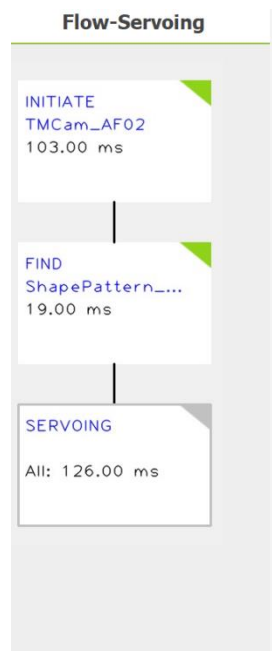 Flow-Servoing
INITIATE
TMCam_AF02
103.00 ms
FIND
ShapePattern_...
19.00 ms
SERVOING
All: 126.00 ms